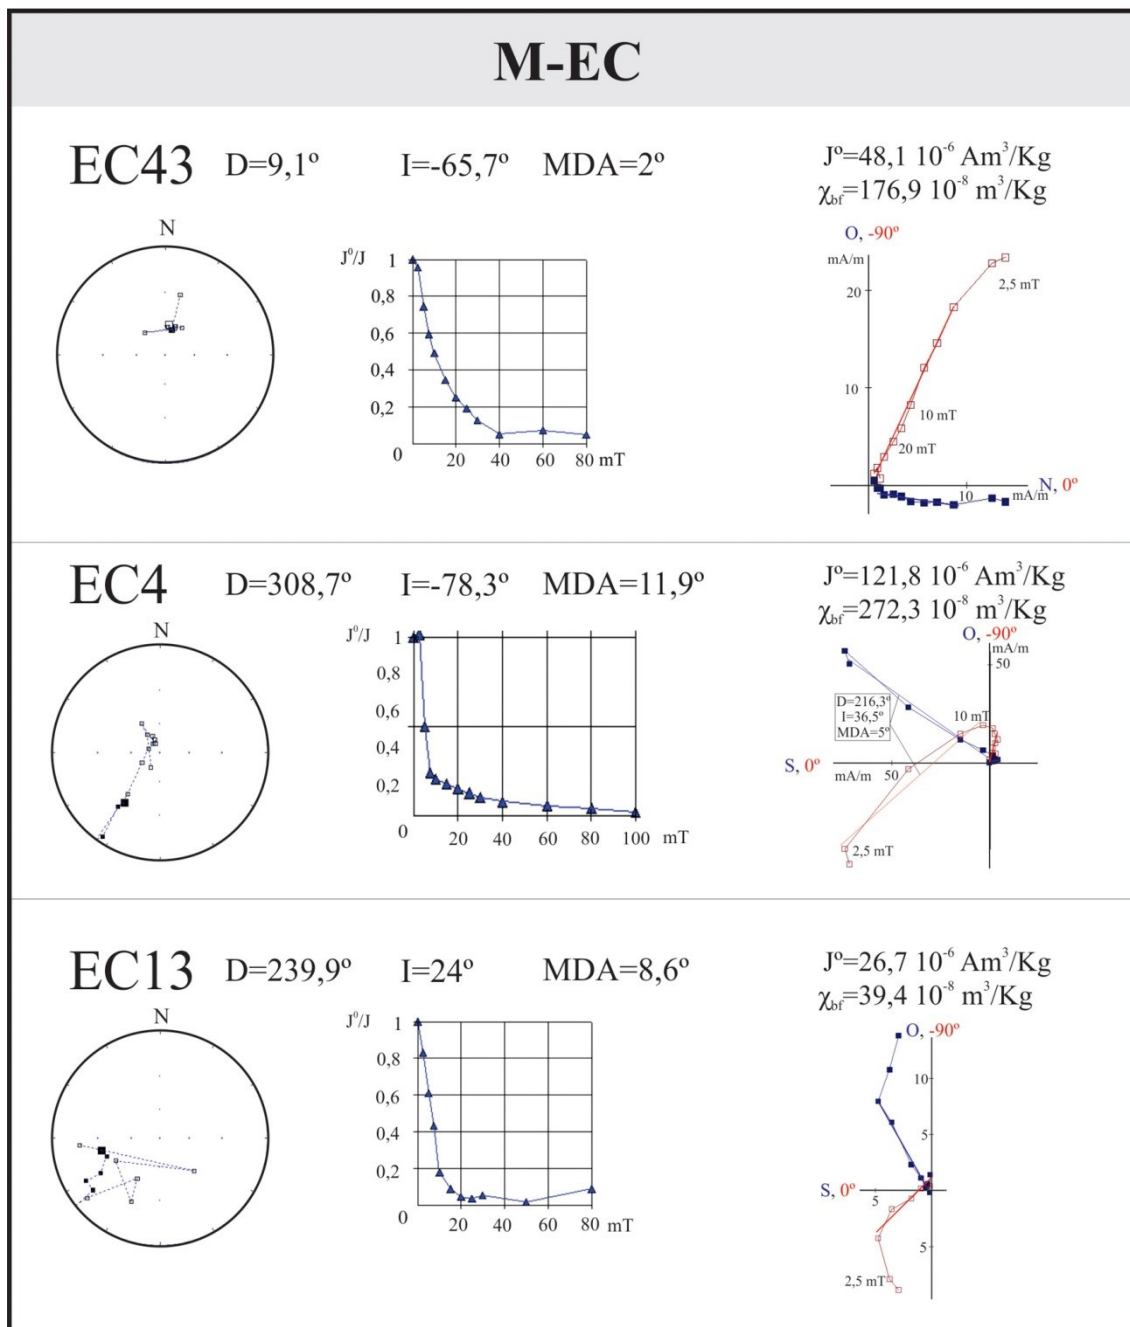 M-EC
EC43 D=9,1º I=-65,7º MDA=2º
Jº=48,1 10⁻⁶ Am³/Kg
χbf=176,9 10⁻⁸ m³/Kg
N
J⁰/J
1
0,8
0,6
0,4
0,2
0
20 40 60 80 mT
O, -90º
mA/m
20
2,5 mT
10
10 mT
20 mT
10
mA/m
N, 0º
EC4 D=308,7º I=-78,3º MDA=11,9º
Jº=121,8 10⁻⁶ Am³/Kg
χbf=272,3 10⁻⁸ m³/Kg
N
J⁰/J
1
0,8
0,6
0,4
0,2
0
20 40 60 80 100
mT
O, -90º
mA/m
50
D=216,3º
I=36,5º
MDA=5º
10 mT
S, 0º
mA/m
50
2,5 mT
EC13 D=239,9º I=24º MDA=8,6º
Jº=26,7 10⁻⁶ Am³/Kg
χbf=39,4 10⁻⁸ m³/Kg
N
J⁰/J
1
0,8
0,6
0,4
0,2
0
20 40 60 80 mT
O, -90º
10
5
S, 0º
5
5
2,5 mT